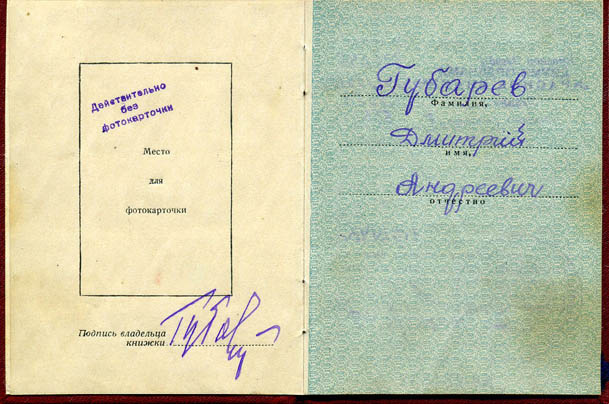 Действительно
без
фотокарточки
Место
для
фотокарточки
Подпись владельца
книжки
Губарев
Фамилия,
Дмитрий
имя,
Андреевич
отчество